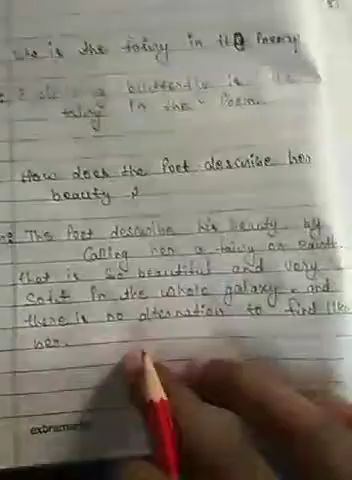 is the fairy in the Poem?
a butterfly is the
fairy in the Poem.
How does the Poet describe her
beauty ?
The Poet describe his beauty by
Calling her a fairy on earth.
that is so beautiful and very
in the whole galaxy. and
there is no alternation to find like
her.